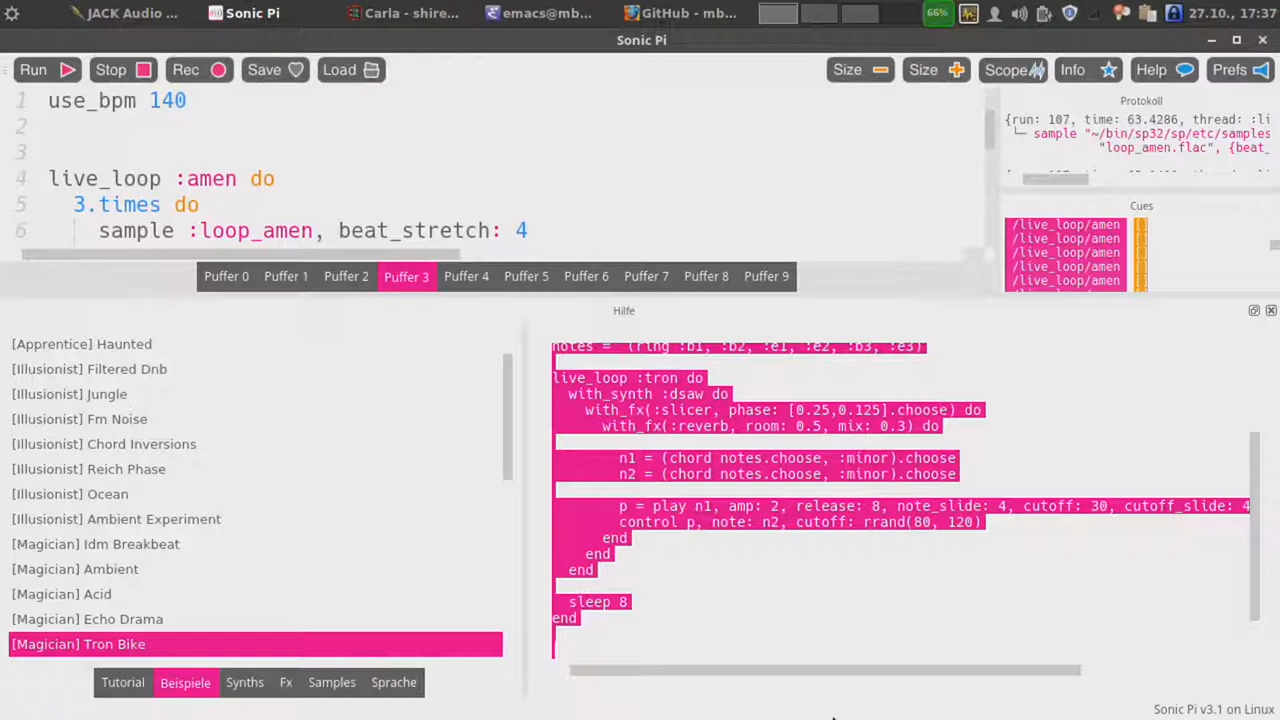 JACK Audio ...
Sonic Pi
Carla - shire...
emacs@mb...
GitHub - mb...
66%
27.10., 17:37
Sonic Pi
Run
Stop
Rec
Save
Load
Size
Size
Scope
Info
Help
Prefs
1 use_bpm 140
2
3
4 live_loop :amen do
5 3.times do
6 sample :loop_amen, beat_stretch: 4
Protokoll
{run: 107, time: 63.4286, thread: :li
└─ sample "~/bin/sp32/sp/etc/samples
"loop_amen.flac", {beat_
Cues
/live_loop/amen []
/live_loop/amen []
/live_loop/amen []
/live_loop/amen []
/live_loop/amen []
Puffer 0 Puffer 1 Puffer 2 Puffer 3 Puffer 4 Puffer 5 Puffer 6 Puffer 7 Puffer 8 Puffer 9
Hilfe
[Apprentice] Haunted
[Illusionist] Filtered Dnb
[Illusionist] Jungle
[Illusionist] Fm Noise
[Illusionist] Chord Inversions
[Illusionist] Reich Phase
[Illusionist] Ocean
[Illusionist] Ambient Experiment
[Magician] Idm Breakbeat
[Magician] Ambient
[Magician] Acid
[Magician] Echo Drama
[Magician] Tron Bike
notes = (ring :b1, :b2, :e1, :e2, :b3, :e3)
live_loop :tron do
with_synth :dsaw do
with_fx(:slicer, phase: [0.25,0.125].choose) do
with_fx(:reverb, room: 0.5, mix: 0.3) do
n1 = (chord notes.choose, :minor).choose
n2 = (chord notes.choose, :minor).choose
p = play n1, amp: 2, release: 8, note_slide: 4, cutoff: 30, cutoff_slide: 4
control p, note: n2, cutoff: rrand(80, 120)
end
end
end
sleep 8
end
Tutorial Beispiele Synths Fx Samples Sprache
Sonic Pi v3.1 on Linux